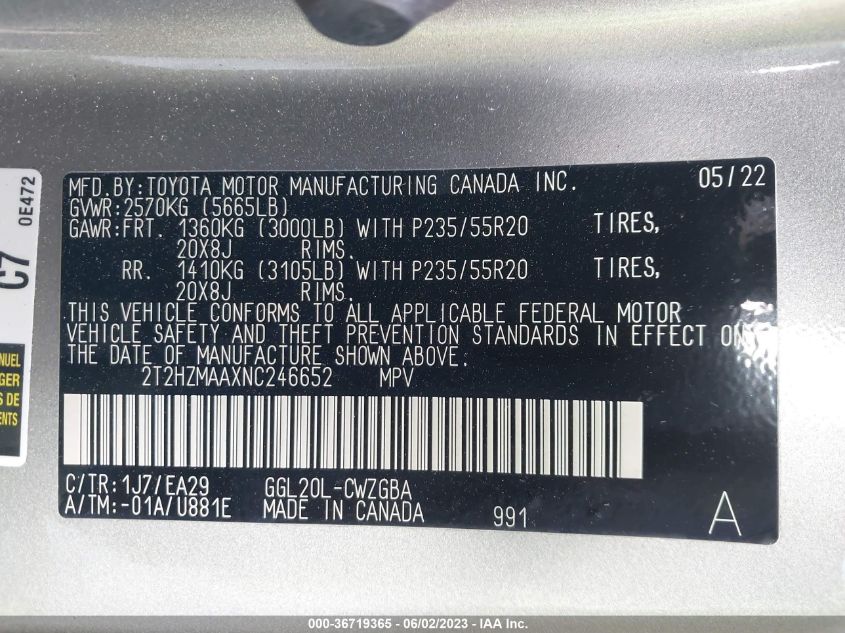 MFD.BY:TOYOTA MOTOR MANUFACTURING CANADA INC. 05/22
GVWR:2570KG (5665LB)
GAWR:FRT. 1360KG (3000LB) WITH P235/55R20 TIRES,
20X8J RIMS.
RR. 1410KG (3105LB) WITH P235/55R20 TIRES,
20X8J RIMS.
THIS VEHICLE CONFORMS TO ALL APPLICABLE FEDERAL MOTOR
VEHICLE SAFETY AND THEFT PREVENTION STANDARDS IN EFFECT ON
THE DATE OF MANUFACTURE SHOWN ABOVE.
2T2HZMAAXNC246652 MPV
C/TR:1J7/EA29 GGL20L-CWZGBA
A/TM:-01A/U881E MADE IN CANADA 991 A
C7
0E472
NUEL
GER
S DE
ENTS
000-36719365 - 06/02/2023 - IAA Inc.